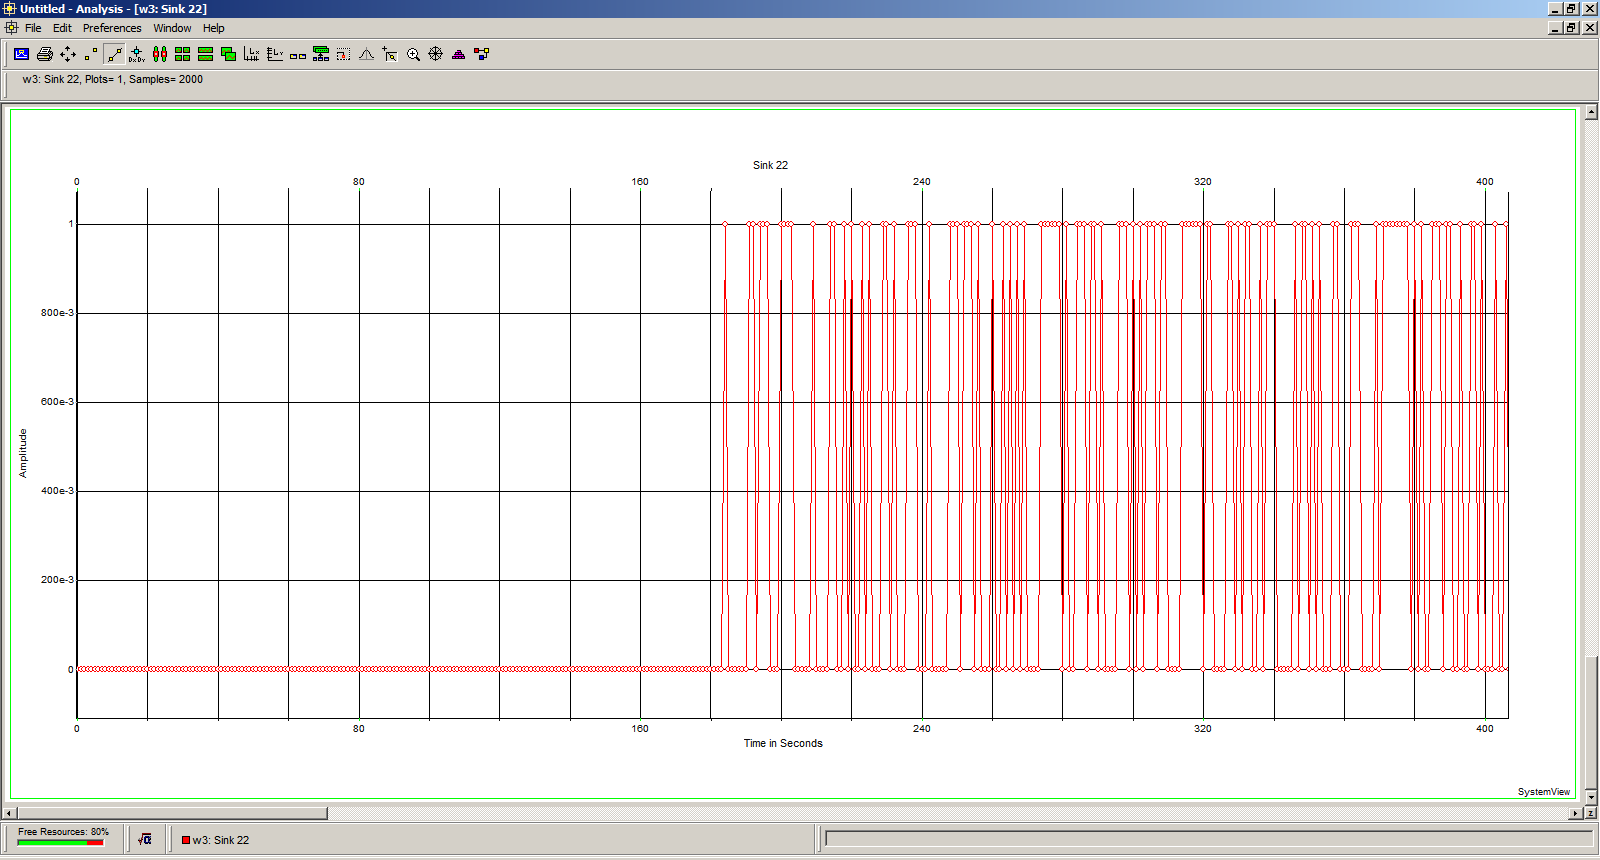 Untitled - Analysis - [w3: Sink 22]
File Edit Preferences Window Help
w3: Sink 22, Plots= 1, Samples= 2000
Sink 22
0 80 160 240 320 400
1
800e-3
600e-3
Amplitude
400e-3
200e-3
0
0 80 160 240 320 400
Time in Seconds
SystemView
Free Resources: 80%
w3: Sink 22